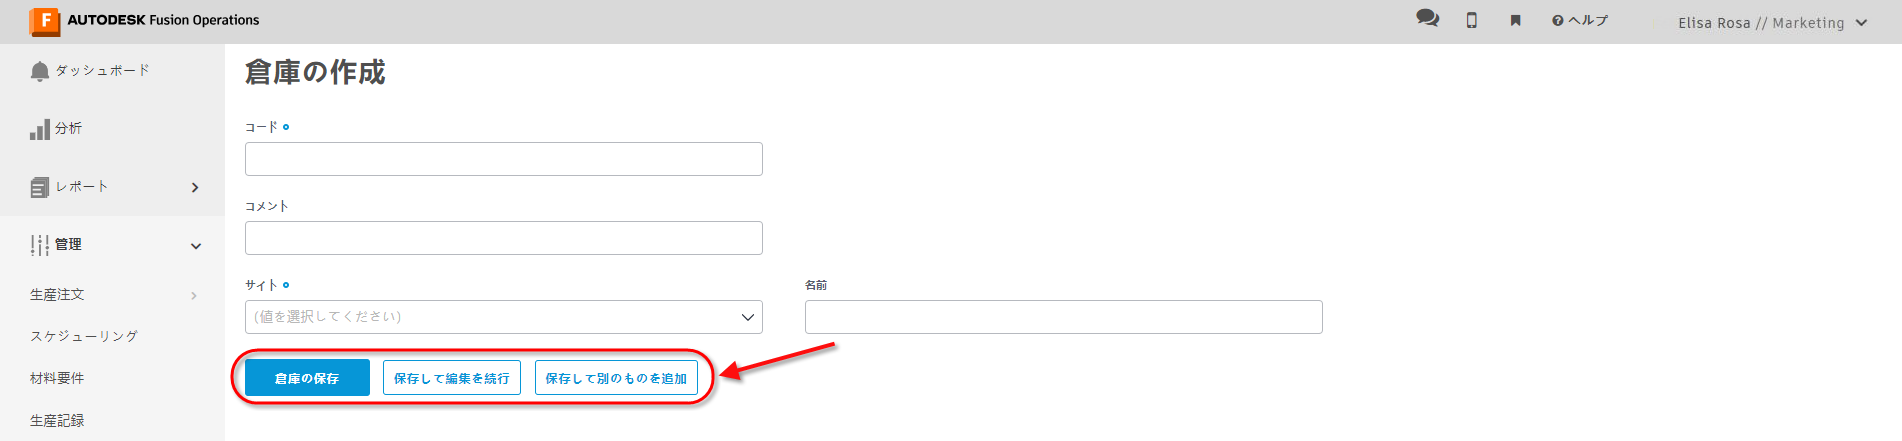 AUTODESK Fusion Operations
ヘルプ
Elisa Rosa // Marketing
ダッシュボード
分析
レポート
管理
生産注文
スケジューリング
材料要件
生産記録
倉庫の作成
コード
コメント
サイト
名前
(値を選択してください)
倉庫の保存
保存して編集を続行
保存して別のものを追加